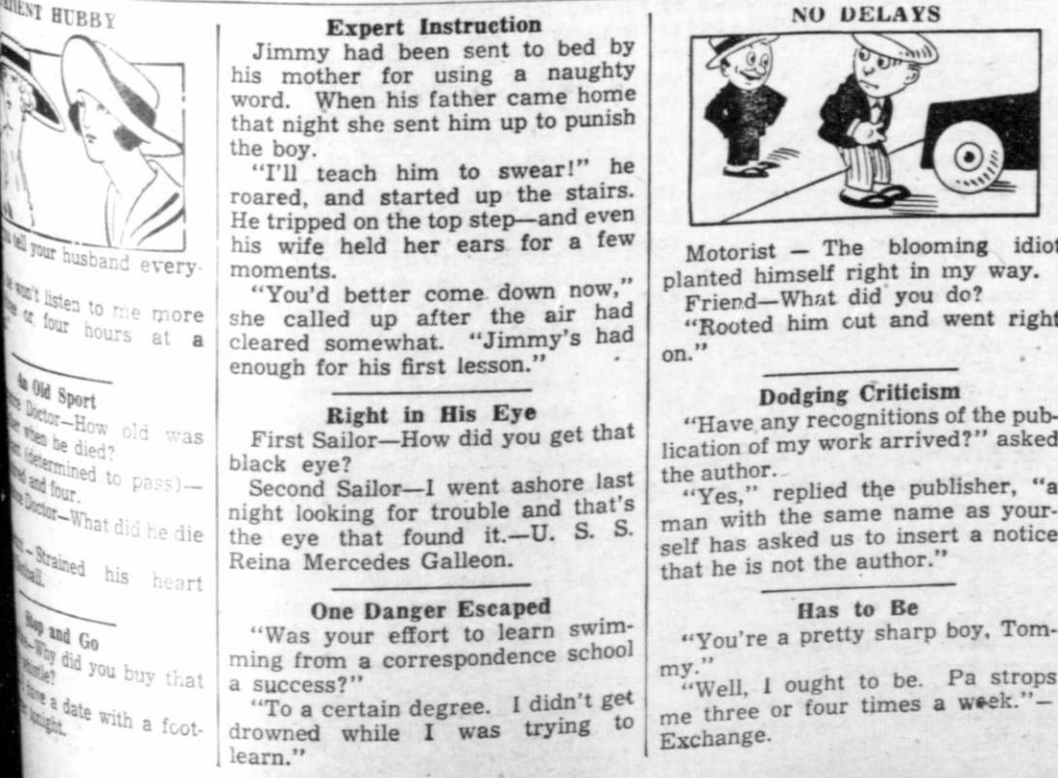 HUBBY
tell your husband every-
won't listen to me more
or four hours at a
An Old Sport
Doctor—How old was
when he died?
(determined to pass)—
and four.
Doctor—What did he die
—Strained his heart
Stop and Go
—Why did you buy that
have a date with a foot-
tonight.
Expert Instruction
Jimmy had been sent to bed by
his mother for using a naughty
word. When his father came home
that night she sent him up to punish
the boy.
"I'll teach him to swear!" he
roared, and started up the stairs.
He tripped on the top step—and even
his wife held her ears for a few
moments.
"You'd better come down now,"
she called up after the air had
cleared somewhat. "Jimmy's had
enough for his first lesson."
Right in His Eye
First Sailor—How did you get that
black eye?
Second Sailor—I went ashore last
night looking for trouble and that's
the eye that found it.—U. S. S.
Reina Mercedes Galleon.
One Danger Escaped
"Was your effort to learn swim-
ming from a correspondence school
a success?"
"To a certain degree. I didn't get
drowned while I was trying to
learn."
NO DELAYS
Motorist — The blooming idiot
planted himself right in my way.
Friend—What did you do?
"Rooted him out and went right
on."
Dodging Criticism
"Have any recognitions of the pub-
lication of my work arrived?" asked
the author.
"Yes," replied the publisher, "a
man with the same name as your-
self has asked us to insert a notice
that he is not the author."
Has to Be
"You're a pretty sharp boy, Tom-
my."
"Well, I ought to be. Pa strops
me three or four times a week."—
Exchange.